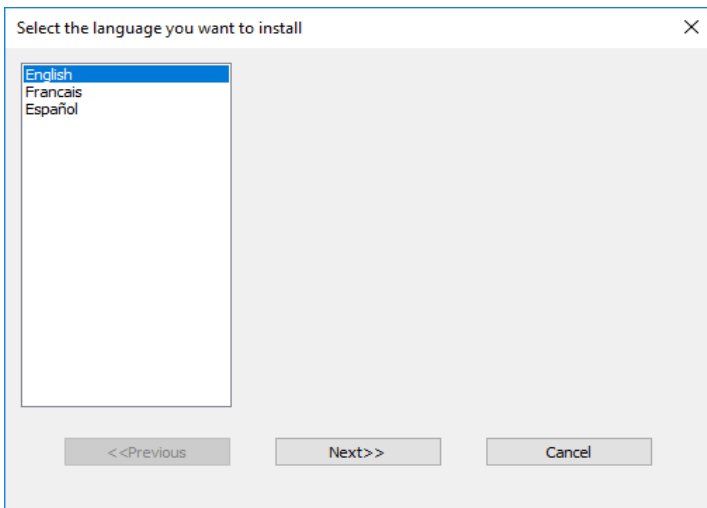 Select the language you want to install
English
Francais
Español
<<Previous
Next>>
Cancel